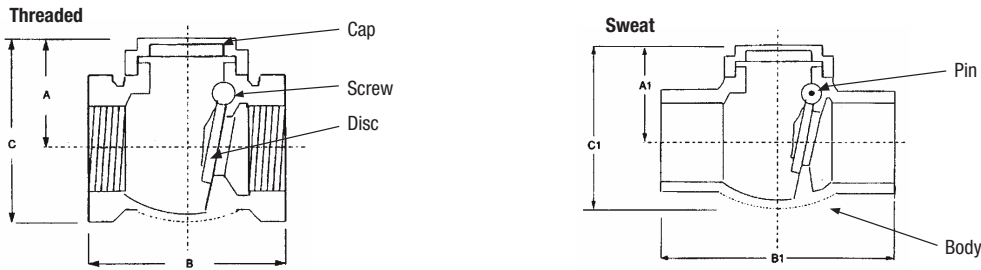 Threaded
Cap
Screw
Disc
A
C
B
Sweat
Pin
A1
C1
B1
Body